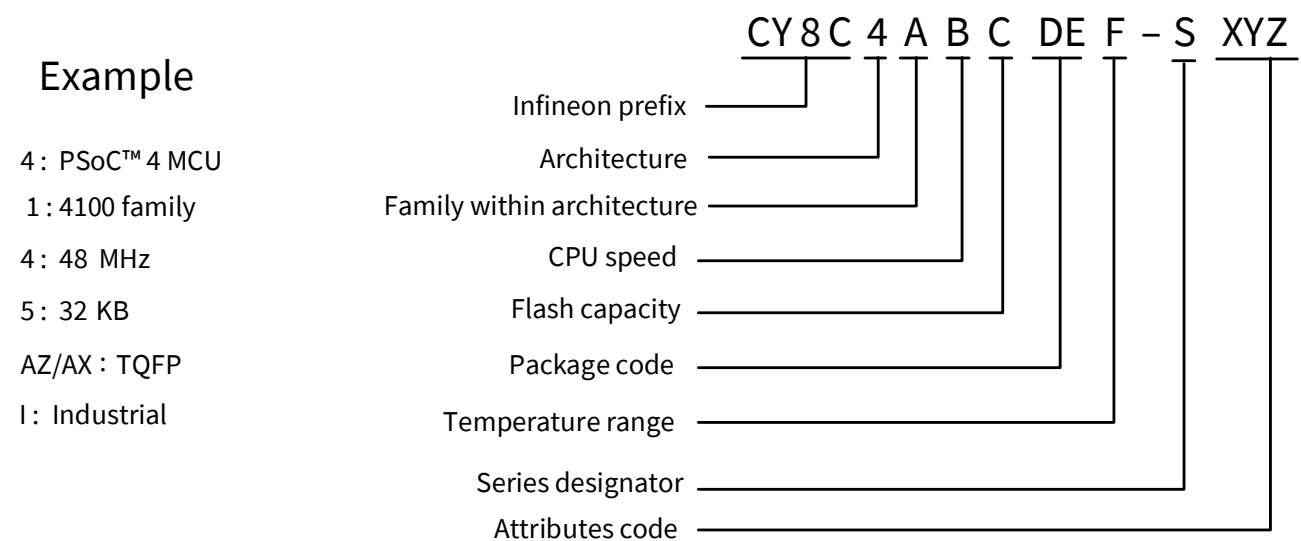 CY8C 4 A B C DE F – S XYZ
Example
Infineon prefix
4 : PSoC™ 4 MCU
Architecture
1 : 4100 family
Family within architecture
4 : 48 MHz
CPU speed
5 : 32 KB
Flash capacity
AZ/AX : TQFP
Package code
I : Industrial
Temperature range
Series designator
Attributes code